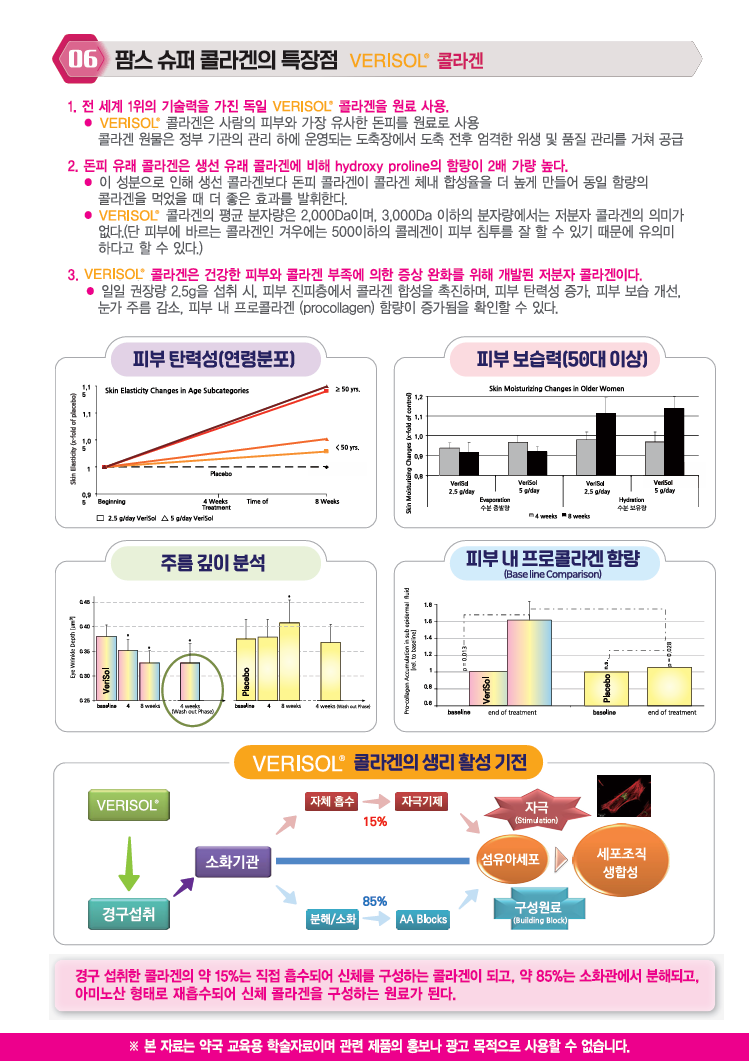 06 팜스 슈퍼 콜라겐의 특장점 VERISOL® 콜라겐
1. 전 세계 1위의 기술력을 가진 독일 VERISOL® 콜라겐을 원료 사용.
● VERISOL® 콜라겐은 사람의 피부와 가장 유사한 돈피를 원료로 사용
콜라겐 원물은 정부 기관의 관리 하에 운영되는 도축장에서 도축 전후 엄격한 위생 및 품질 관리를 거쳐 공급
2. 돈피 유래 콜라겐은 생선 유래 콜라겐에 비해 hydroxy proline의 함량이 2배 가량 높다.
● 이 성분으로 인해 생선 콜라겐보다 돈피 콜라겐이 콜라겐 체내 합성율을 더 높게 만들어 동일 함량의
콜라겐을 먹었을 때 더 좋은 효과를 발휘한다.
● VERISOL® 콜라겐의 평균 분자량은 2,000Da이며, 3,000Da 이하의 분자량에서는 저분자 콜라겐의 의미가
없다.(단 피부에 바르는 콜라겐인 겨우에는 500이하의 콜레겐이 피부 침투를 잘 할 수 있기 때문에 유의미
하다고 할 수 있다.)
3. VERISOL® 콜라겐은 건강한 피부와 콜라겐 부족에 의한 증상 완화를 위해 개발된 저분자 콜라겐이다.
● 일일 권장량 2.5g을 섭취 시, 피부 진피층에서 콜라겐 합성을 촉진하며, 피부 탄력성 증가, 피부 보습 개선,
눈가 주름 감소, 피부 내 프로콜라겐 (procollagen) 함량이 증가됨을 확인할 수 있다.
피부 탄력성(연령분포)
Skin Elasticity Changes in Age Subcategories
Skin Elasticity (x-fold of placebo)
1,1
5
1,1
1,0
5
1
0,9
5
≥ 50 yrs.
< 50 yrs.
Placebo
Beginning 4 Weeks Time of 8 Weeks
Treatment
□ 2.5 g/day VeriSol △ 5 g/day VeriSol
피부 보습력(50대 이상)
Skin Moisturizing Changes in Older Women
Skin Moisturizing Changes (x-fold of control)
1,2
1,1
1,0
0,9
0,8
VeriSol VeriSol VeriSol VeriSol
2.5 g/day 5 g/day 2.5 g/day 5 g/day
Evaporation Hydration
수분 증발량 수분 보유량
4 weeks 8 weeks
주름 깊이 분석
Eye Wrinkle Depth [um³]
0.45
0.40
0.35
0.30
0.25
VeriSol
Placebo
baseline 4 8 weeks 4 weeks baseline 4 8 weeks 4 weeks (Wash out Phase)
(Wash out Phase)
피부 내 프로콜라겐 함량
(Base line Comparison)
Pro-collagen Accumulation in sub epidermal fluid
[ref. to baseline]
1.8
1.6
1.4
1.2
1
0.8
0.6
p = 0.013
VeriSol
n.s.
Placebo
p = 0.028
baseline end of treatment baseline end of treatment
VERISOL® 콜라겐의 생리 활성 기전
VERISOL®
경구섭취
소화기관
자체 흡수
15%
자극기제
분해/소화
85%
AA Blocks
자극
(Stimulation)
섬유아세포
구성원료
(Building Block)
세포조직
생합성
경구 섭취한 콜라겐의 약 15%는 직접 흡수되어 신체를 구성하는 콜라겐이 되고, 약 85%는 소화관에서 분해되고,
아미노산 형태로 재흡수되어 신체 콜라겐을 구성하는 원료가 된다.
※ 본 자료는 약국 교육용 학술자료이며 관련 제품의 홍보나 광고 목적으로 사용할 수 없습니다.